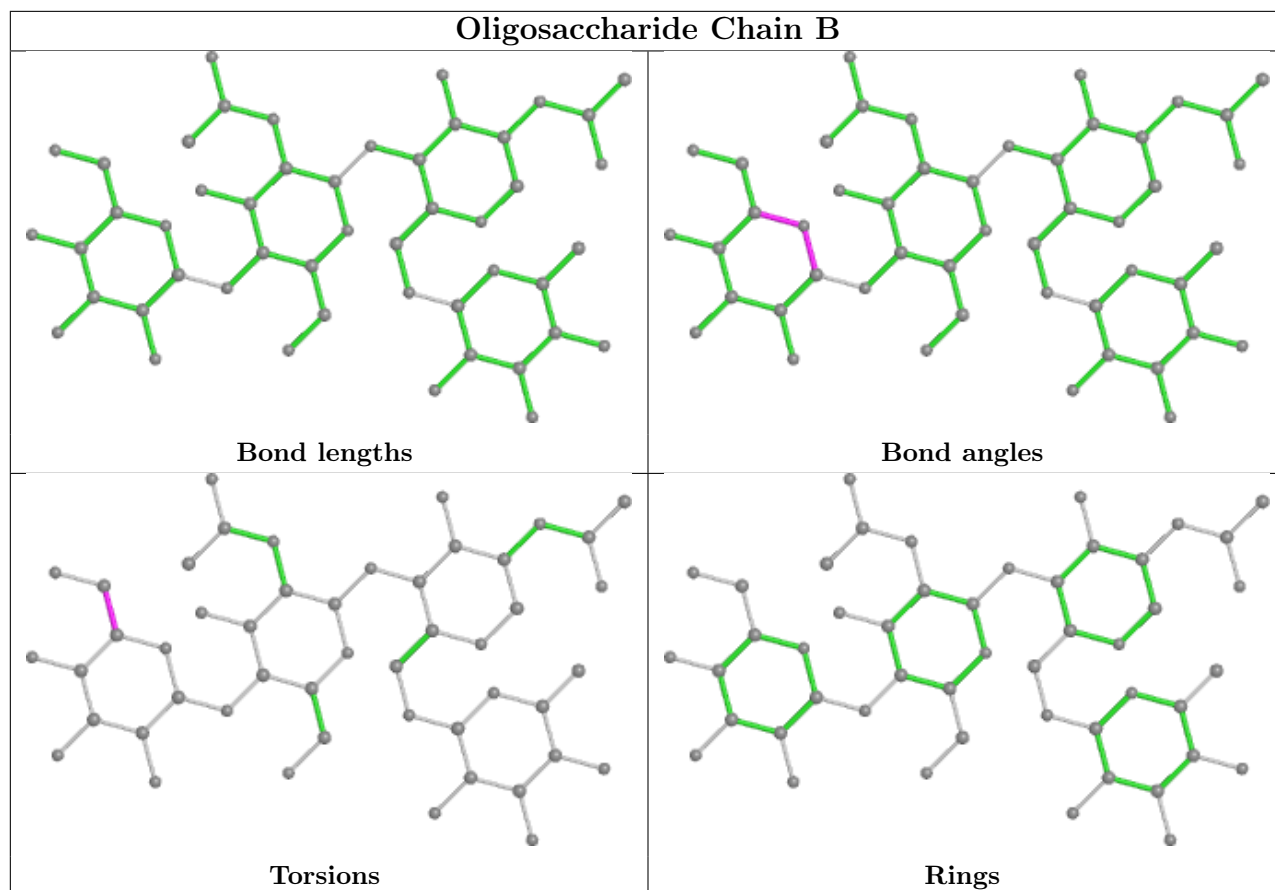 Oligosaccharide Chain B
Bond lengths
Bond angles
Torsions
Rings